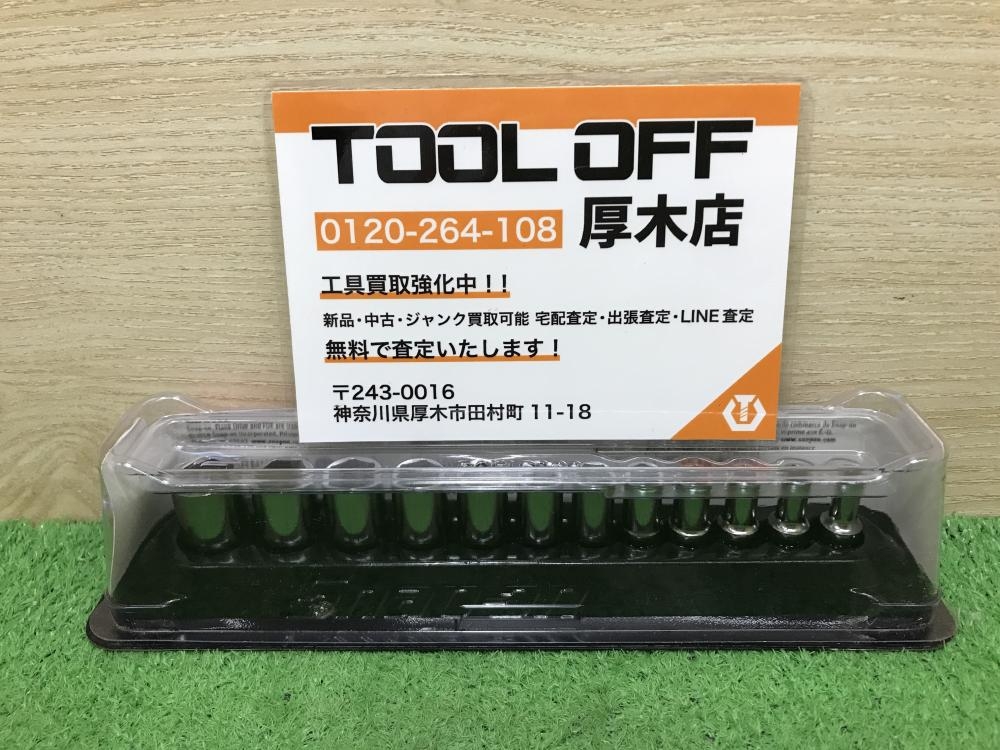 TOOL OFF
0120-264-108 厚木店
工具買取強化中！！
新品・中古・ジャンク買取可能 宅配査定・出張査定・LINE査定
無料で査定いたします！
〒243-0016
神奈川県厚木市田村町 11-18
Snap-on